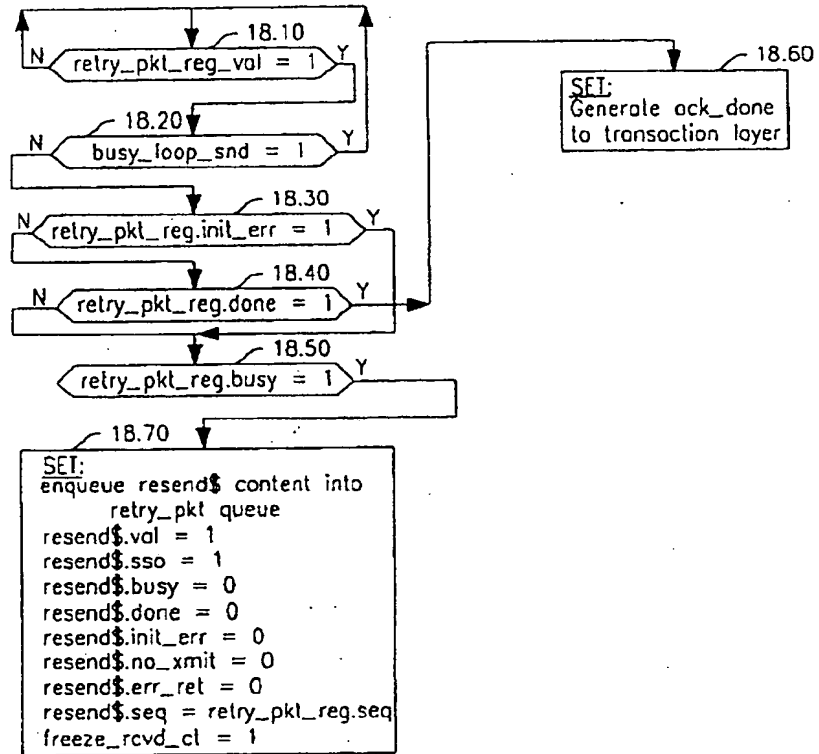 18.10
N retry_pkt_reg_val = 1 Y
18.20
N busy_loop_snd = 1 Y
18.30
N retry_pkt_reg.init_err = 1 Y
18.40
N retry_pkt_reg.done = 1 Y
18.50
retry_pkt_reg.busy = 1 Y
18.60
SET:
Generate ack_done
to transaction layer
18.70
SET:
enqueue resend$ content into
retry_pkt queue
resend$.val = 1
resend$.sso = 1
resend$.busy = 0
resend$.done = 0
resend$.init_err = 0
resend$.no_xmit = 0
resend$.err_ret = 0
resend$.seq = retry_pkt_reg.seq
freeze_rcvd_ct = 1